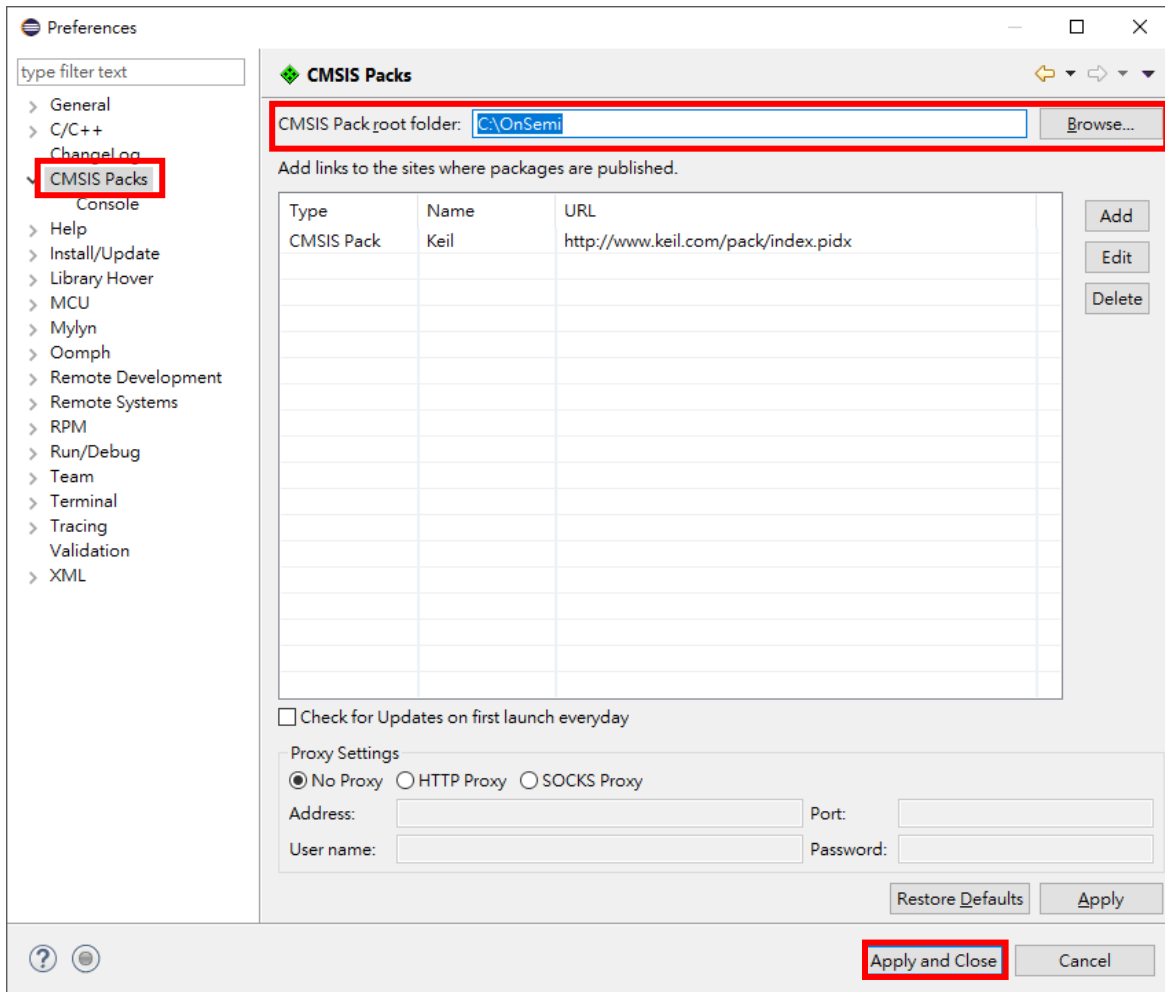 Preferences
type filter text
General
C/C++
ChangeLog
CMSIS Packs
Console
Help
Install/Update
Library Hover
MCU
Mylyn
Oomph
Remote Development
Remote Systems
RPM
Run/Debug
Team
Terminal
Tracing
Validation
XML
CMSIS Packs
CMSIS Pack root folder: C:\OnSemi Browse...
Add links to the sites where packages are published.
Type Name URL
CMSIS Pack Keil http://www.keil.com/pack/index.pidx
Add
Edit
Delete
Check for Updates on first launch everyday
Proxy Settings
No Proxy HTTP Proxy SOCKS Proxy
Address: Port:
User name: Password:
Restore Defaults Apply
? Apply and Close Cancel